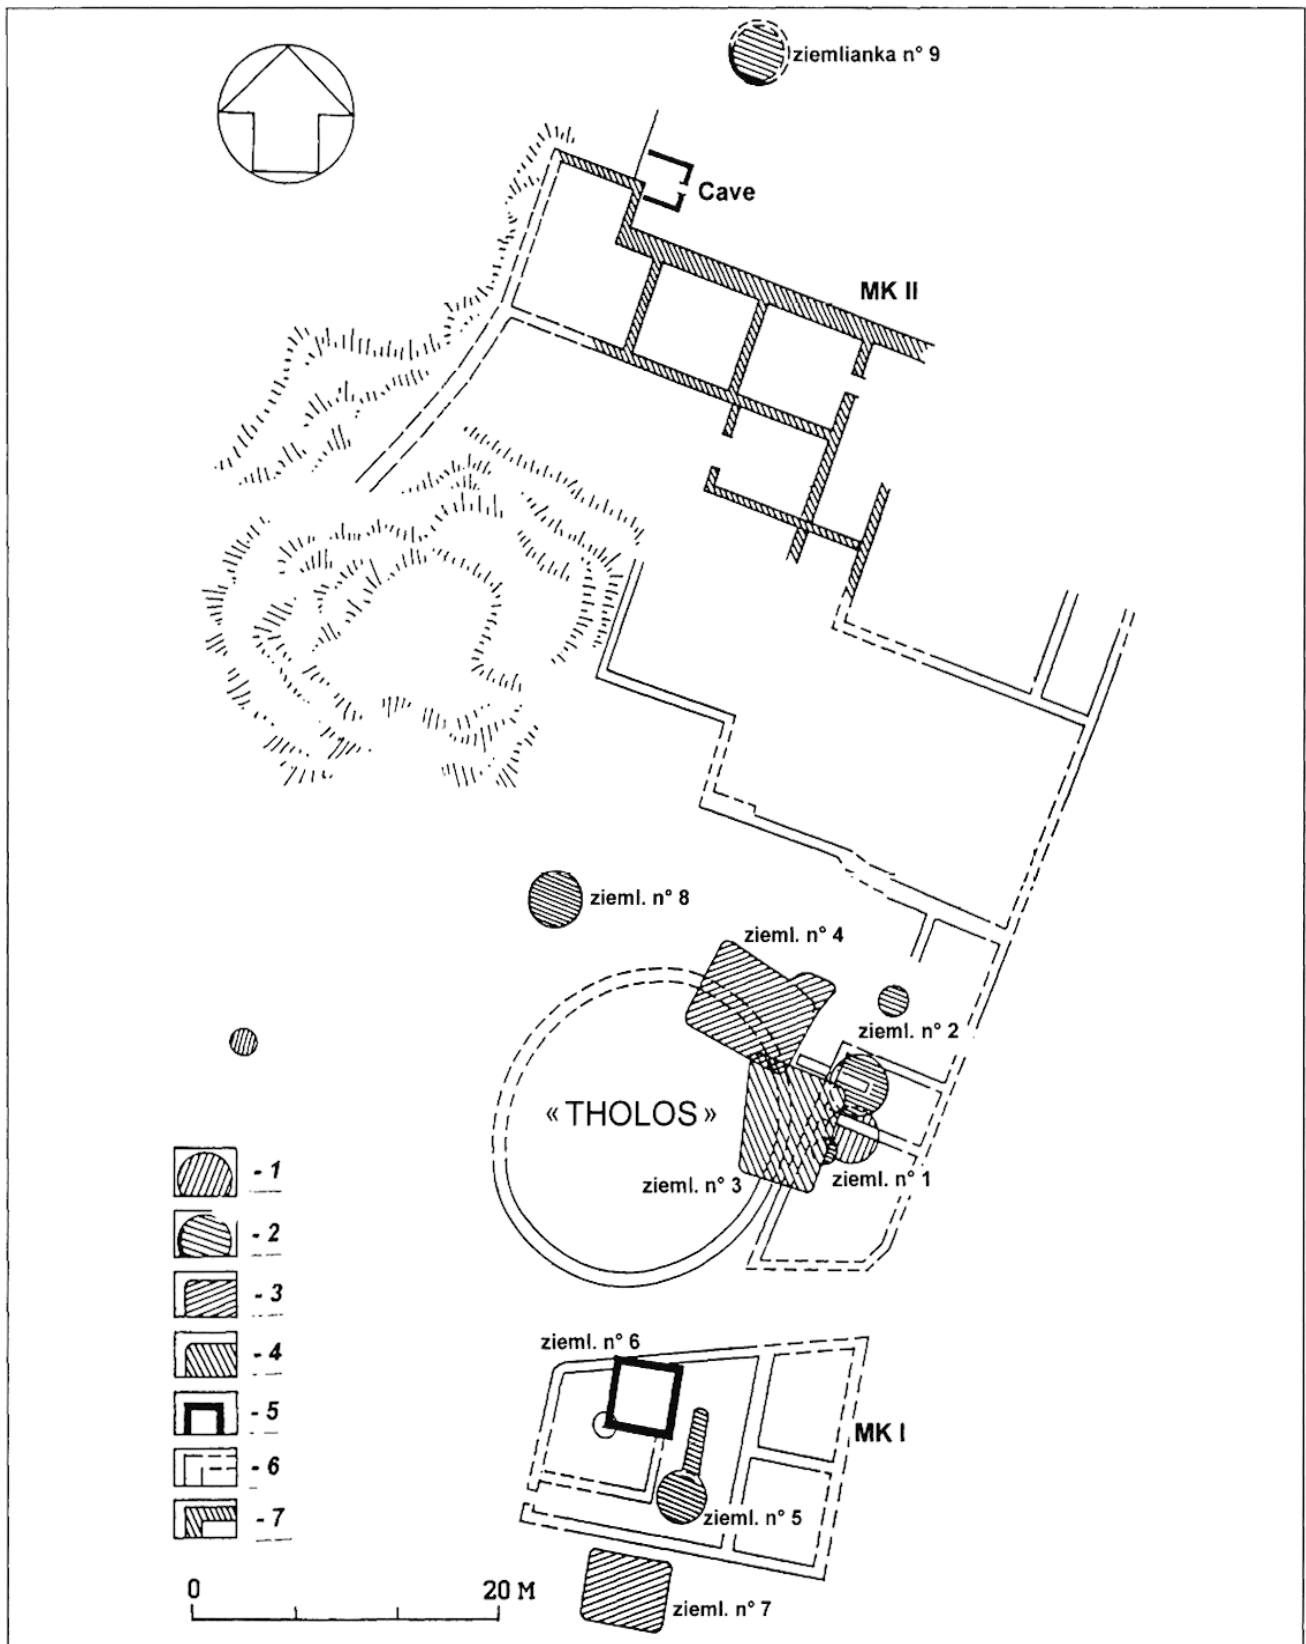 ziemlianka n° 9
Cave
MK II
zieml. n° 8
zieml. n° 4
zieml. n° 2
« THOLOS »
zieml. n° 3
zieml. n° 1
- 1
- 2
- 3
- 4
- 5
- 6
- 7
zieml. n° 6
MK I
zieml. n° 5
zieml. n° 7
0 20 M